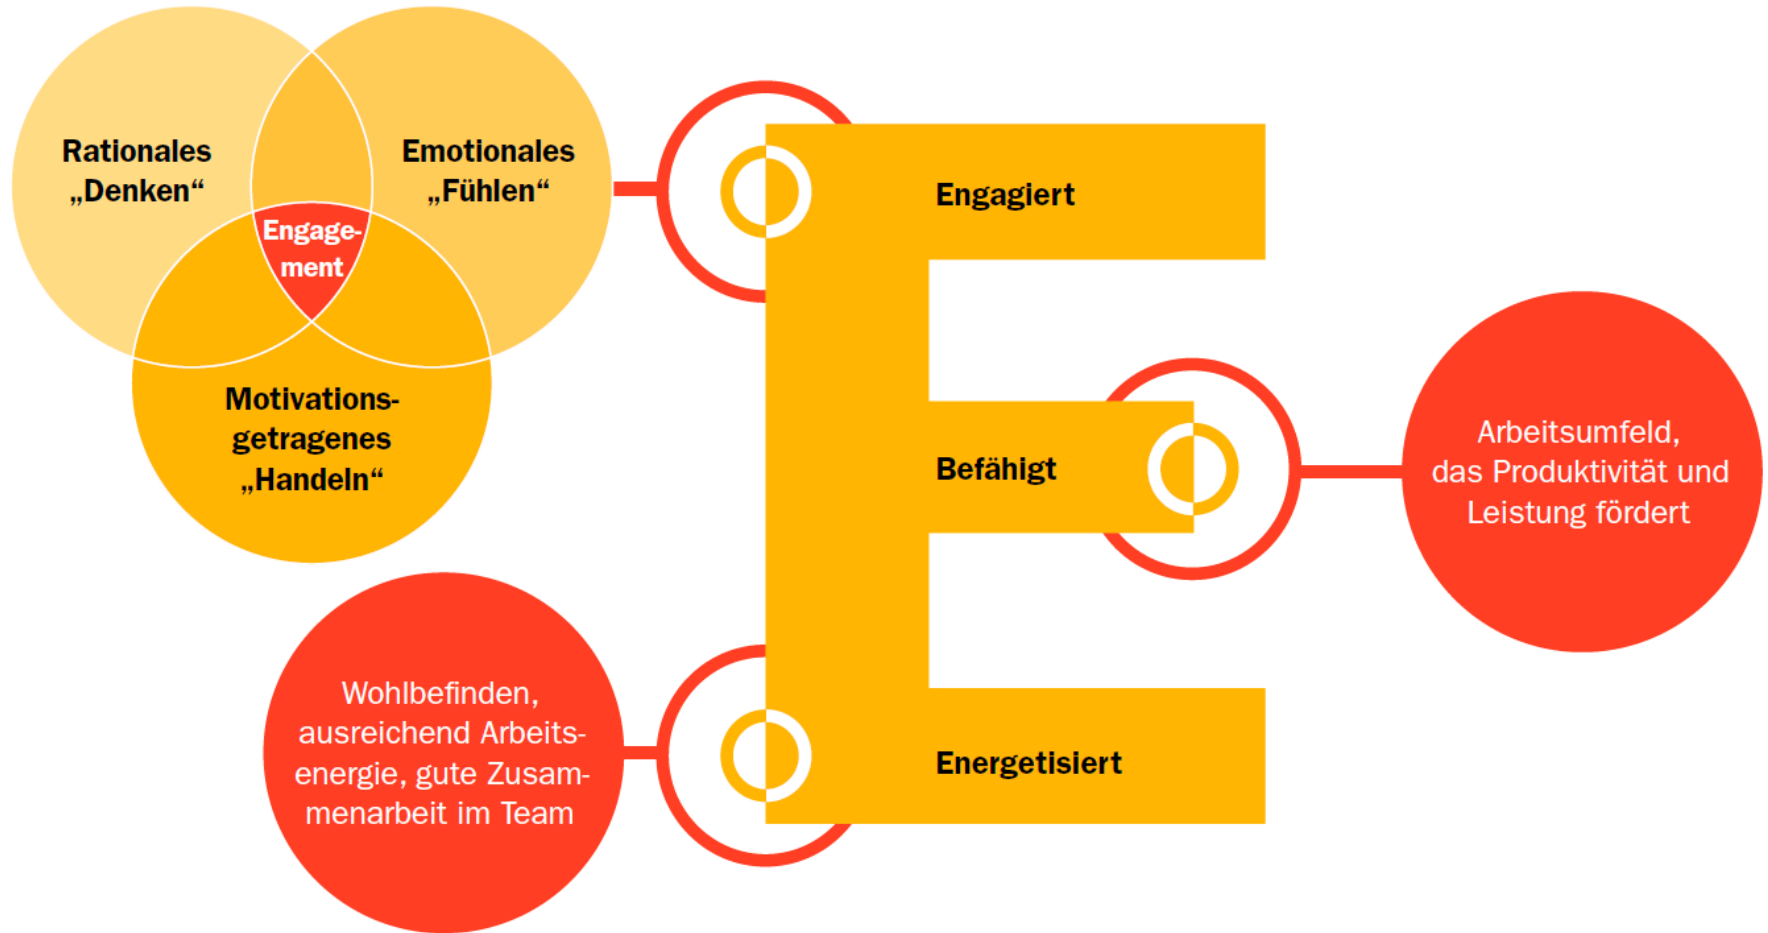 Rationales
„Denken“
Emotionales
„Fühlen“
Engage-
ment
Motivations-
getragenes
„Handeln“
Engagiert
Befähigt
Arbeitsumfeld,
das Produktivität und
Leistung fördert
Wohlbefinden,
ausreichend Arbeits-
energie, gute Zusam-
menarbeit im Team
Energetisiert